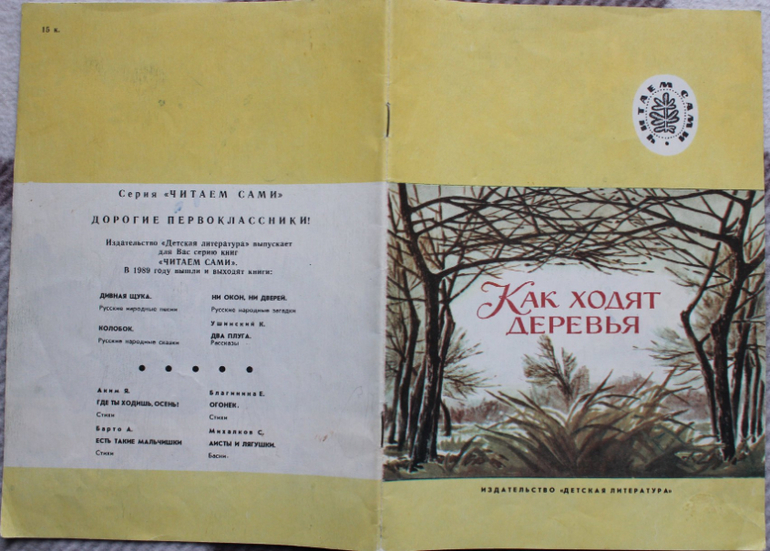 15 к.
Серия «ЧИТАЕМ САМИ»
ДОРОГИЕ ПЕРВОКЛАССНИКИ!
Издательство «Детская литература» выпускает
для Вас серию книг
«ЧИТАЕМ САМИ».
В 1989 году вышли и выходят книги:
ДИВНАЯ ЩУКА.
Русские народные песни
КОЛОБОК.
Русские народные сказки
НИ ОКОН, НИ ДВЕРЕЙ.
Русские народные загадки
Ушинский К.
ДВА ПЛУГА.
Рассказы
Аким Я.
ГДЕ ТЫ ХОДИШЬ, ОСЕНЬ?
Стихи
Барто А.
ЕСТЬ ТАКИЕ МАЛЬЧИШКИ
Стихи
Благинина Е.
ОГОНЕК.
Стихи
Михалков С.
АИСТЫ И ЛЯГУШКИ.
Басни.
ЧИТАЕМ САМИ
КАК ХОДЯТ
ДЕРЕВЬЯ
ИЗДАТЕЛЬСТВО «ДЕТСКАЯ ЛИТЕРАТУРА»